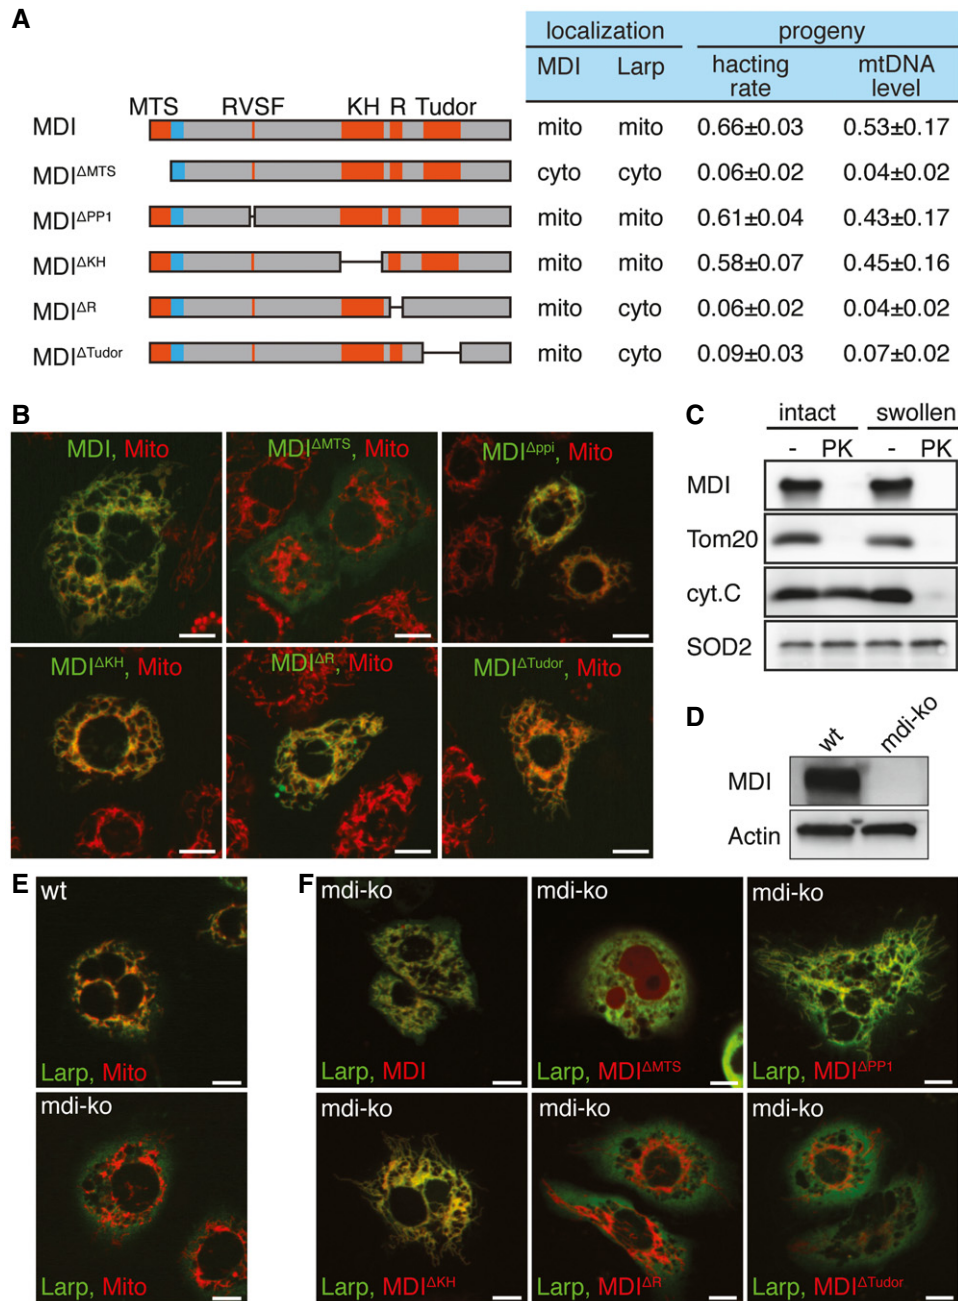 A
localization progeny
MDI Larp hacting rate mtDNA level
MTS RVSF KH R Tudor
MDI mito mito 0.66±0.03 0.53±0.17
MDIΔMTS cyto cyto 0.06±0.02 0.04±0.02
MDIΔPP1 mito mito 0.61±0.04 0.43±0.17
MDIΔKH mito mito 0.58±0.07 0.45±0.16
MDIΔR mito cyto 0.06±0.02 0.04±0.02
MDIΔTudor mito cyto 0.09±0.03 0.07±0.02
B
MDI, Mito
MDIΔMTS, Mito
MDIΔppi, Mito
MDIΔKH, Mito
MDIΔR, Mito
MDIΔTudor, Mito
C
intact swollen
- PK - PK
MDI
Tom20
cyt.C
SOD2
D
wt mdi-ko
MDI
Actin
E
wt
Larp, Mito
mdi-ko
Larp, Mito
F
mdi-ko
Larp, MDI
mdi-ko
Larp, MDIΔMTS
mdi-ko
Larp, MDIΔPP1
mdi-ko
Larp, MDIΔKH
mdi-ko
Larp, MDIΔR
mdi-ko
Larp, MDIΔTudor